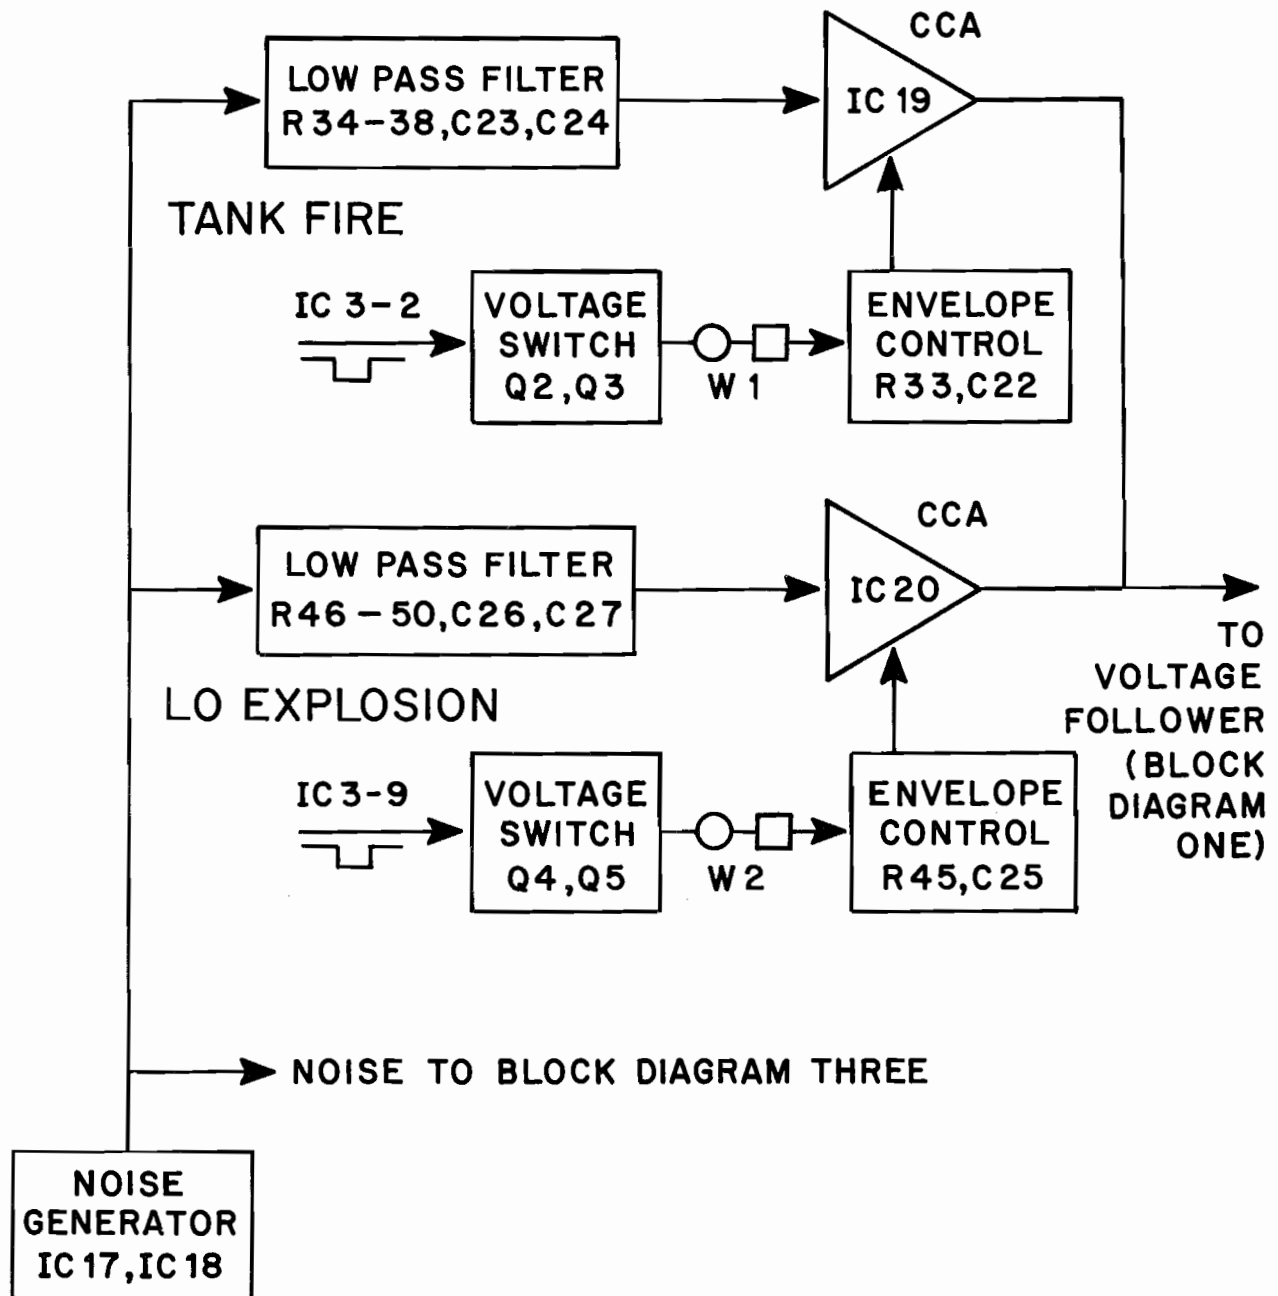 CCA
LOW PASS FILTER
R34-38,C23,C24
IC 19
TANK FIRE
IC 3-2
VOLTAGE
SWITCH
Q2,Q3
W1
ENVELOPE
CONTROL
R33,C22
CCA
LOW PASS FILTER
R46-50,C26,C27
IC20
LO EXPLOSION
TO
VOLTAGE
FOLLOWER
(BLOCK
DIAGRAM
ONE)
IC3-9
VOLTAGE
SWITCH
Q4,Q5
W2
ENVELOPE
CONTROL
R45,C25
NOISE TO BLOCK DIAGRAM THREE
NOISE
GENERATOR
IC17,IC18